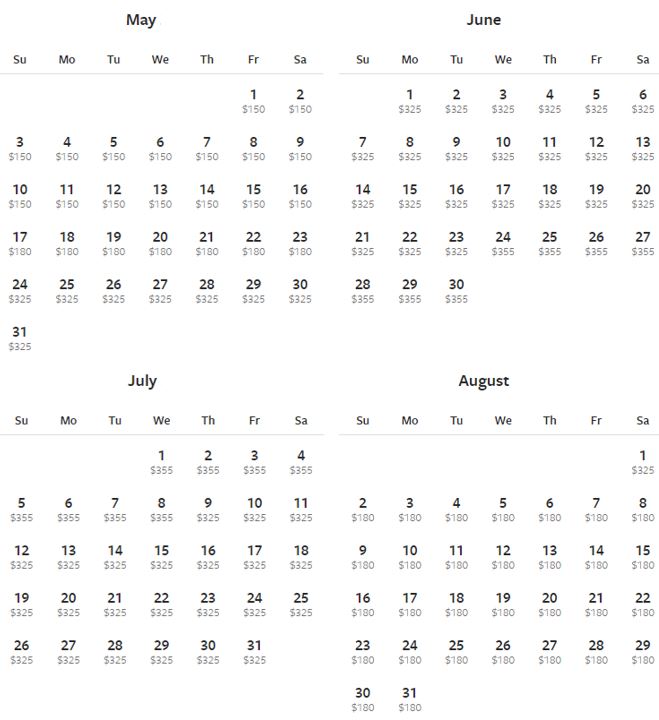 May
Su Mo Tu We Th Fr Sa
1 2
$150 $150
3 4 5 6 7 8 9
$150 $150 $150 $150 $150 $150 $150
10 11 12 13 14 15 16
$150 $150 $150 $150 $150 $150 $150
17 18 19 20 21 22 23
$180 $180 $180 $180 $180 $180 $180
24 25 26 27 28 29 30
$325 $325 $325 $325 $325 $325 $325
31
$325
June
Su Mo Tu We Th Fr Sa
1 2 3 4 5 6
$325 $325 $325 $325 $325 $325
7 8 9 10 11 12 13
$325 $325 $325 $325 $325 $325 $325
14 15 16 17 18 19 20
$325 $325 $325 $325 $325 $325 $325
21 22 23 24 25 26 27
$325 $325 $325 $355 $355 $355 $355
28 29 30
$355 $355 $355
July
Su Mo Tu We Th Fr Sa
1 2 3 4
$355 $355 $355 $355
5 6 7 8 9 10 11
$355 $355 $355 $355 $325 $325 $325
12 13 14 15 16 17 18
$325 $325 $325 $325 $325 $325 $325
19 20 21 22 23 24 25
$325 $325 $325 $325 $325 $325 $325
26 27 28 29 30 31
$325 $325 $325 $325 $325 $325
August
Su Mo Tu We Th Fr Sa
1
$325
2 3 4 5 6 7 8
$180 $180 $180 $180 $180 $180 $180
9 10 11 12 13 14 15
$180 $180 $180 $180 $180 $180 $180
16 17 18 19 20 21 22
$180 $180 $180 $180 $180 $180 $180
23 24 25 26 27 28 29
$180 $180 $180 $180 $180 $180 $180
30 31
$180 $180